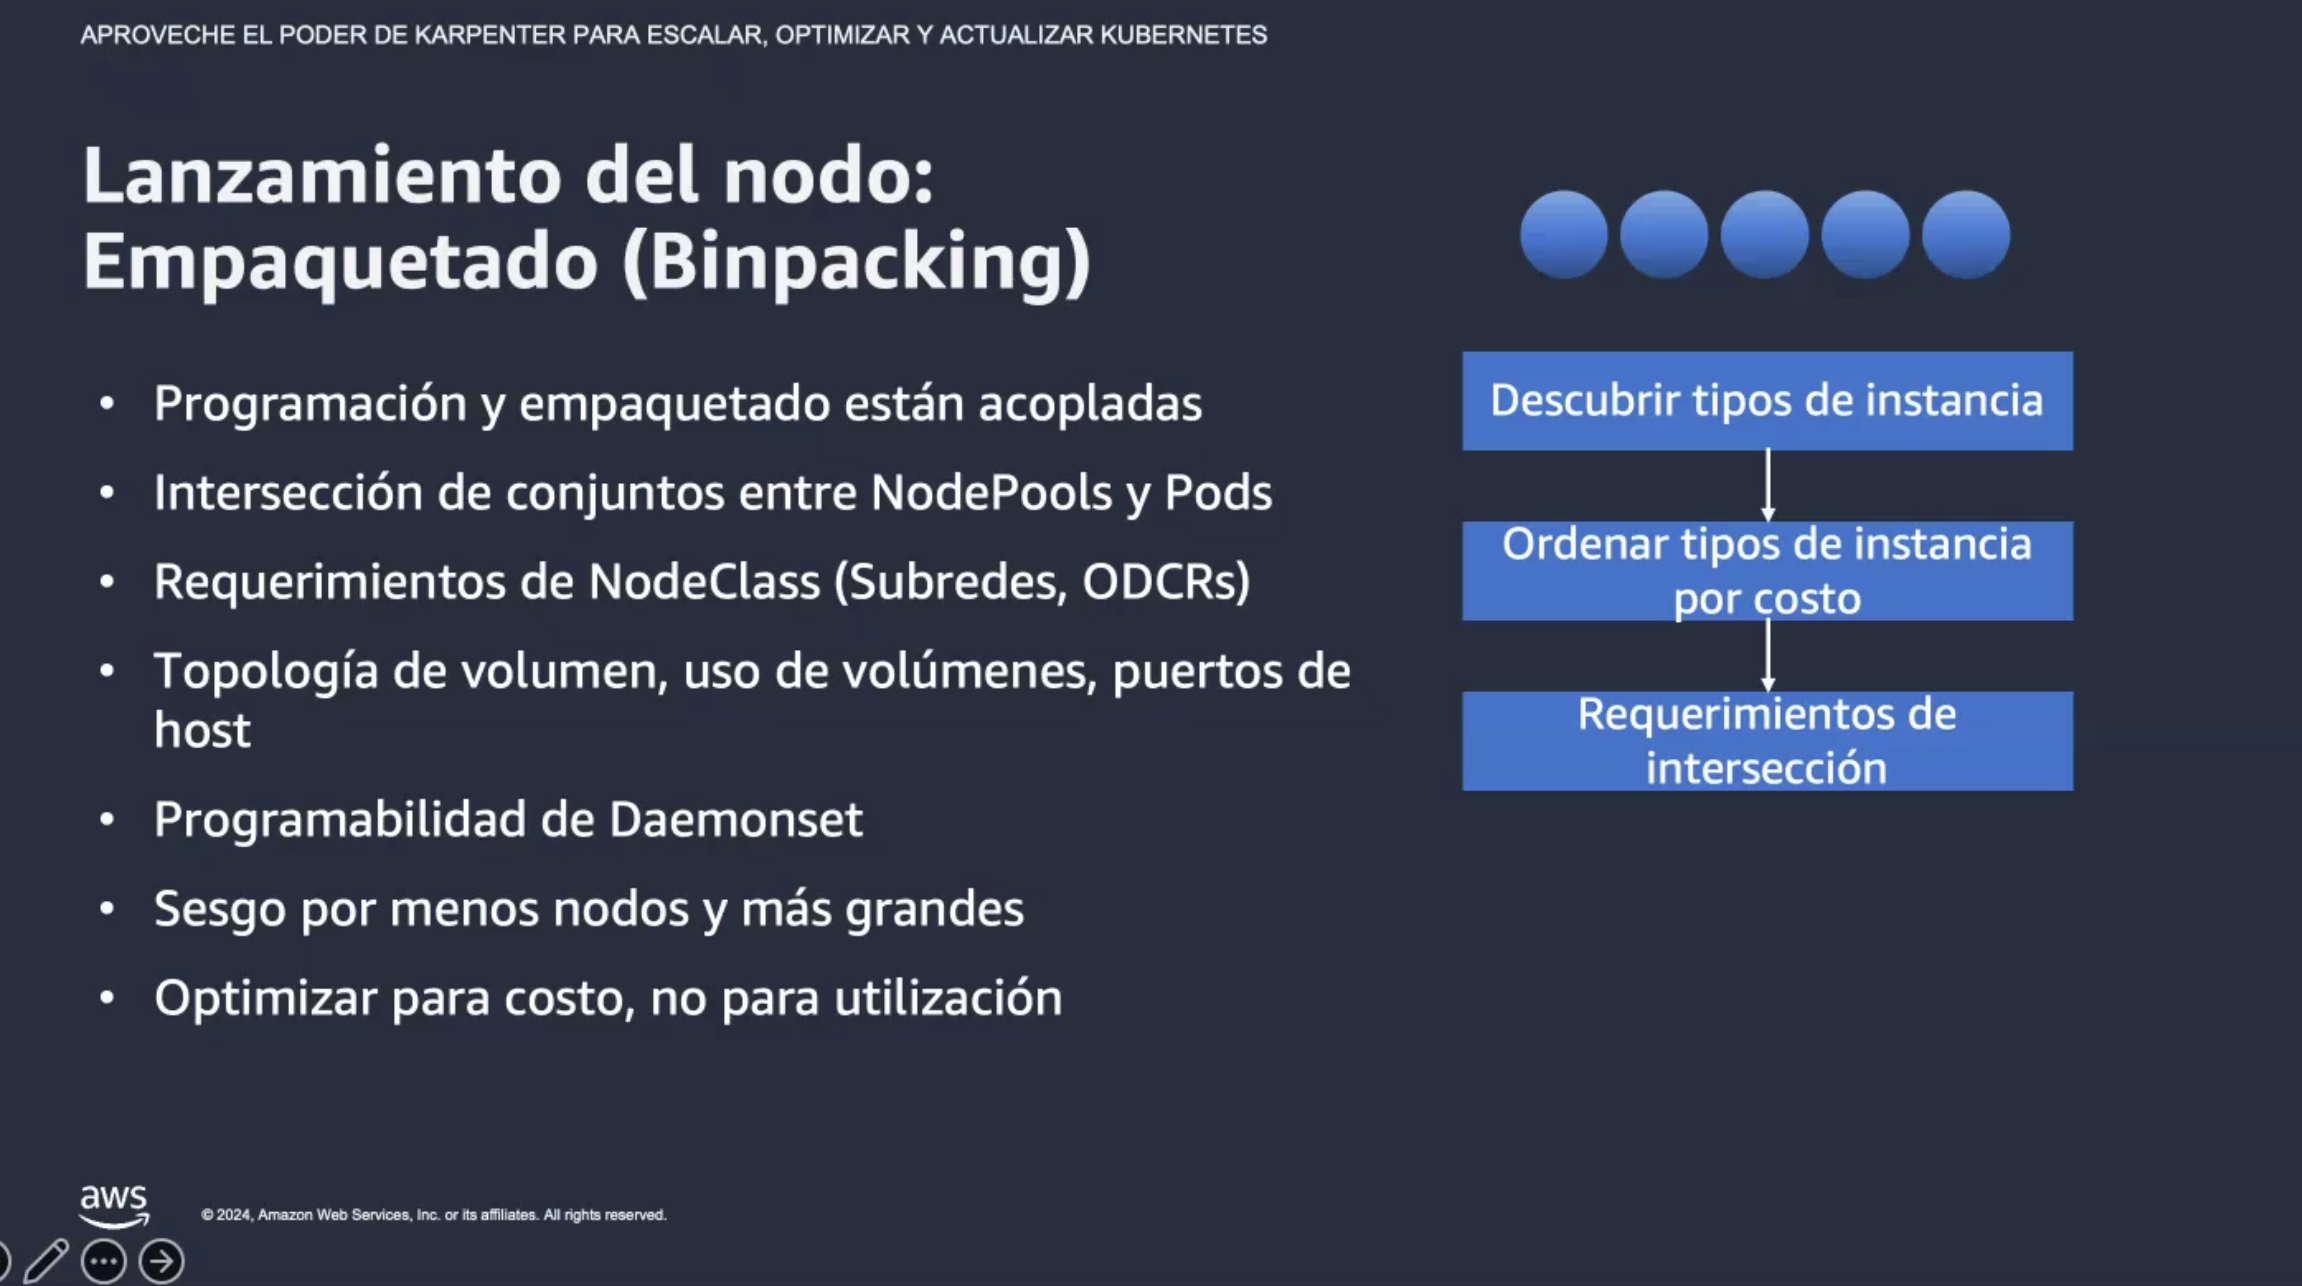 APROVECHE EL PODER DE KARPENTER PARA ESCALAR, OPTIMIZAR Y ACTUALIZAR KUBERNETES
Lanzamiento del nodo:
Empaquetado (Binpacking)
• Programación y empaquetado están acopladas
• Intersección de conjuntos entre NodePools y Pods
• Requerimientos de NodeClass (Subredes, ODCRs)
• Topología de volumen, uso de volúmenes, puertos de
host
• Programabilidad de Daemonset
• Sesgo por menos nodos y más grandes
• Optimizar para costo, no para utilización
Descubrir tipos de instancia
Ordenar tipos de instancia
por costo
Requerimientos de
intersección
aws
© 2024, Amazon Web Services, Inc. or its affiliates. All rights reserved.